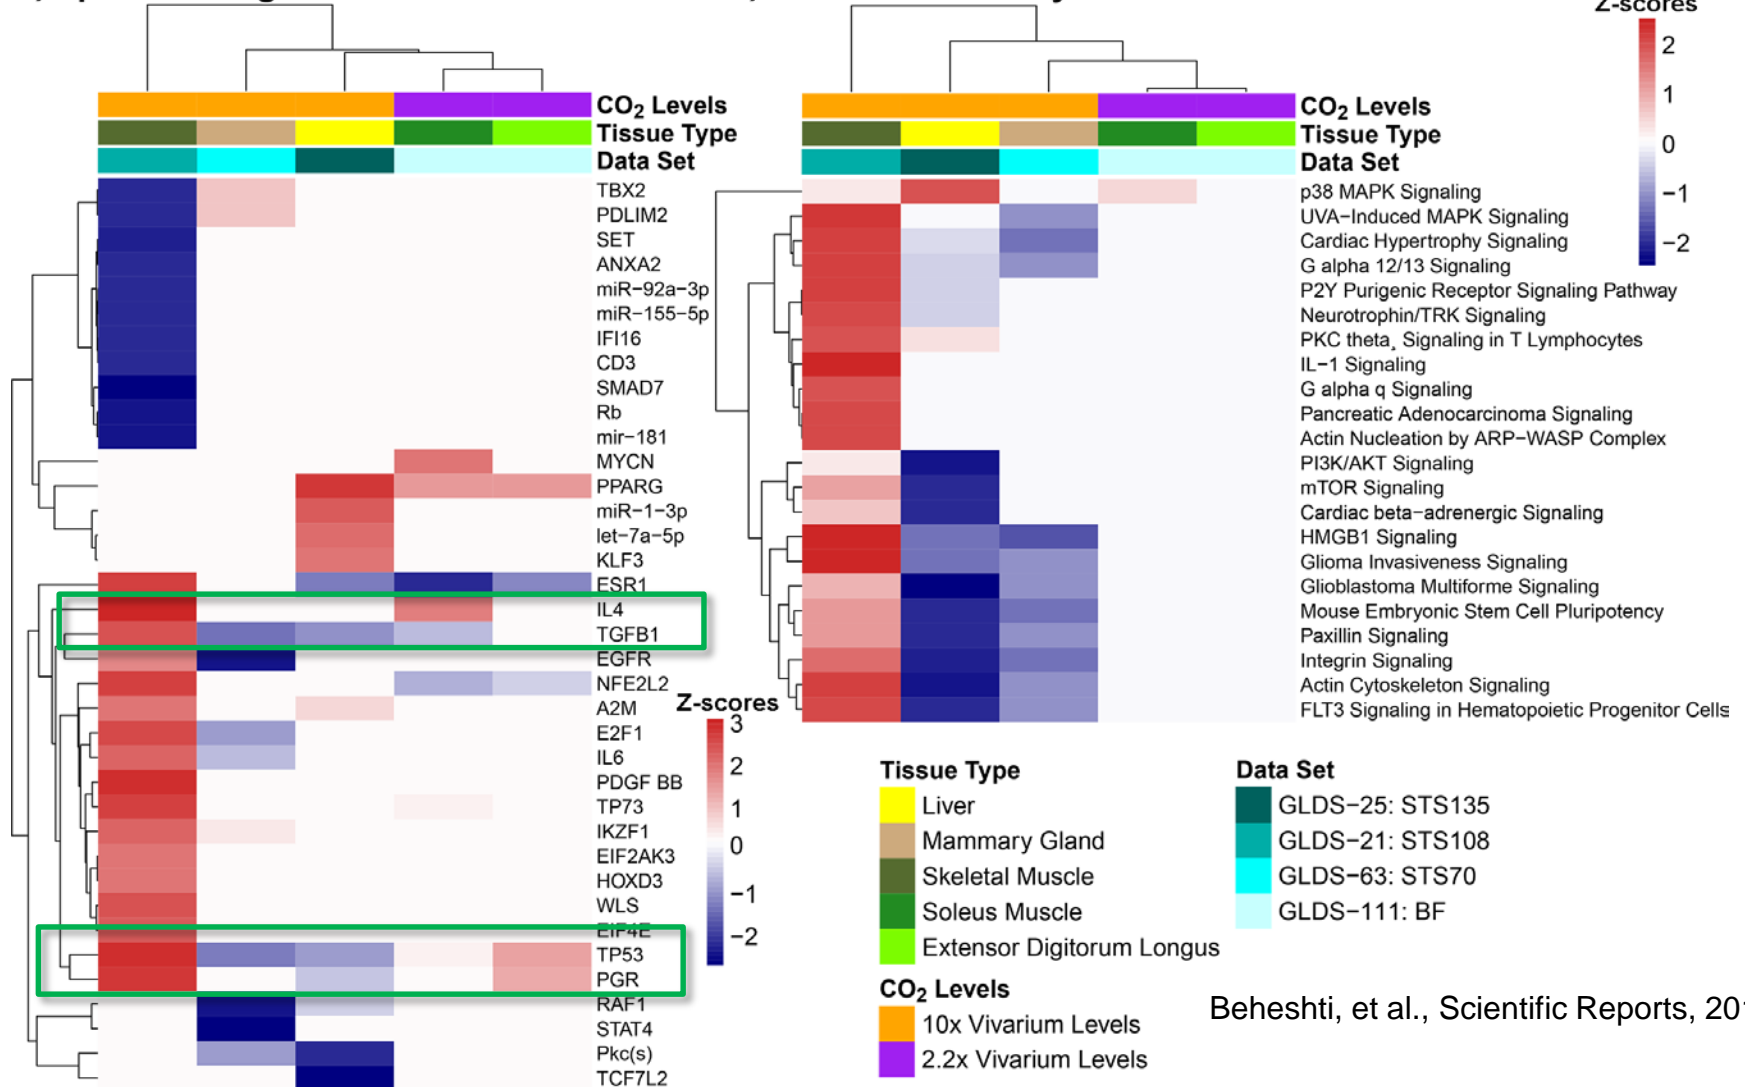 CO2 Levels
Tissue Type
Data Set
TBX2
PDLIM2
SET
ANXA2
miR−92a−3p
miR−155−5p
IFI16
CD3
SMAD7
Rb
mir−181
MYCN
PPARG
miR−1−3p
let−7a−5p
KLF3
ESR1
IL4
TGFB1
EGFR
NFE2L2
A2M
E2F1
IL6
PDGF BB
TP73
IKZF1
EIF2AK3
HOXD3
WLS
EIF4E
TP53
PGR
RAF1
STAT4
Pkc(s)
TCF7L2
Z-scores
3
2
1
0
−1
−2
CO2 Levels
Tissue Type
Data Set
p38 MAPK Signaling
UVA−Induced MAPK Signaling
Cardiac Hypertrophy Signaling
G alpha 12/13 Signaling
P2Y Purigenic Receptor Signaling Pathway
Neurotrophin/TRK Signaling
PKC theta¸ Signaling in T Lymphocytes
IL−1 Signaling
G alpha q Signaling
Pancreatic Adenocarcinoma Signaling
Actin Nucleation by ARP−WASP Complex
PI3K/AKT Signaling
mTOR Signaling
Cardiac beta−adrenergic Signaling
HMGB1 Signaling
Glioma Invasiveness Signaling
Glioblastoma Multiforme Signaling
Mouse Embryonic Stem Cell Pluripotency
Paxillin Signaling
Integrin Signaling
Actin Cytoskeleton Signaling
FLT3 Signaling in Hematopoietic Progenitor Cells
Z-scores
2
1
0
−1
−2
Tissue Type
Liver
Mammary Gland
Skeletal Muscle
Soleus Muscle
Extensor Digitorum Longus
CO2 Levels
10x Vivarium Levels
2.2x Vivarium Levels
Data Set
GLDS−25: STS135
GLDS−21: STS108
GLDS−63: STS70
GLDS−111: BF
Beheshti, et al., Scientific Reports,